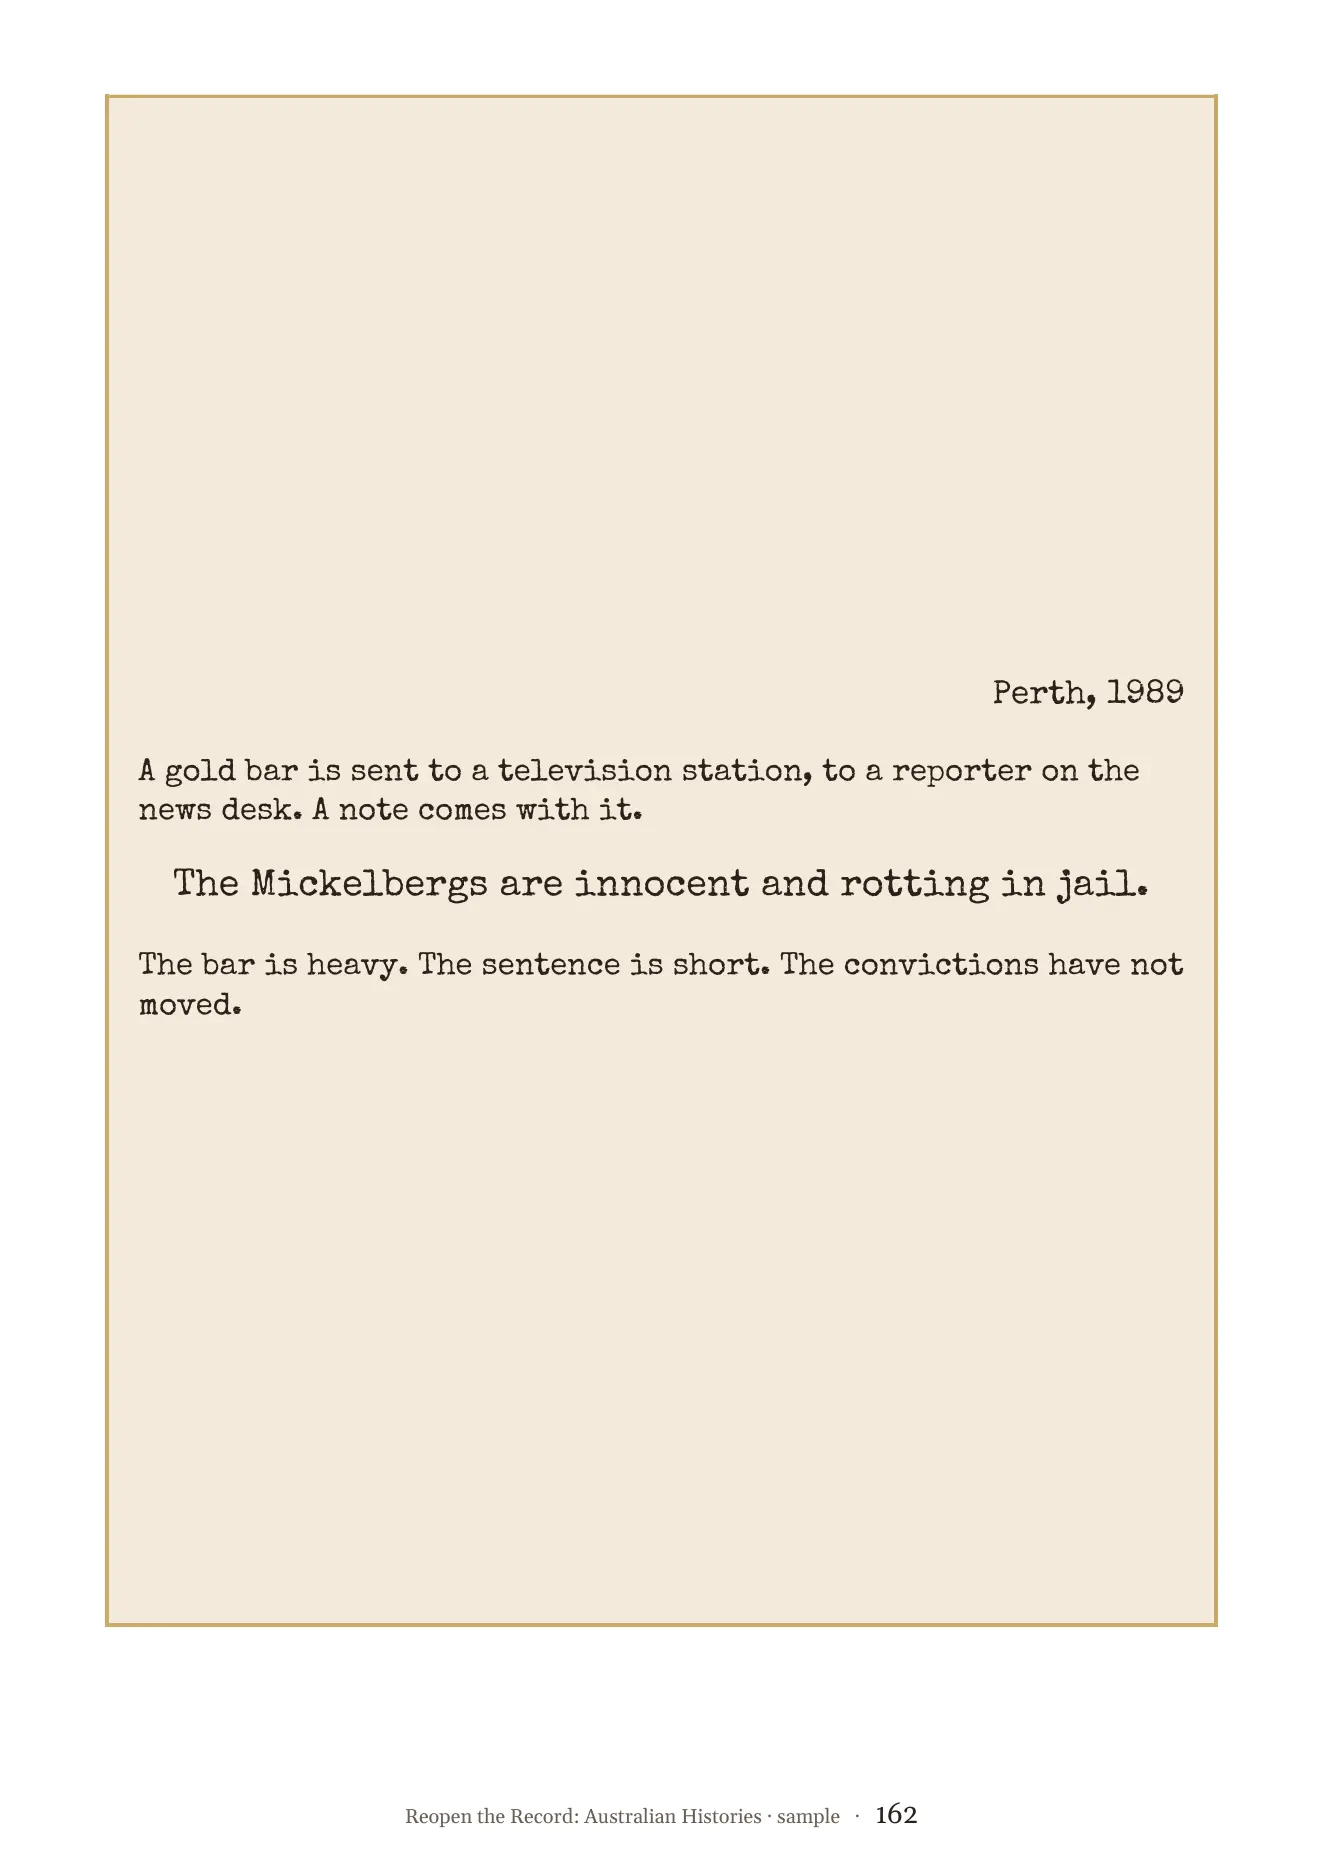 Perth, 1989
A gold bar is sent to a television station, to a reporter on the
news desk. A note comes with it.
The Mickelbergs are innocent and rotting in jail.
The bar is heavy. The sentence is short. The convictions have not
moved.
Reopen the Record: Australian Histories · sample · 162